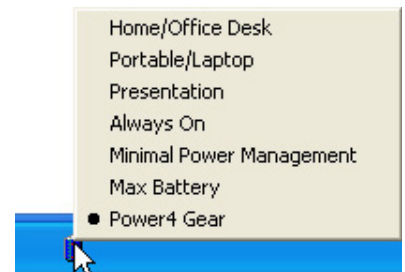 Home/Office Desk
Portable/Laptop
Presentation
Always On
Minimal Power Management
Max Battery
Power4 Gear